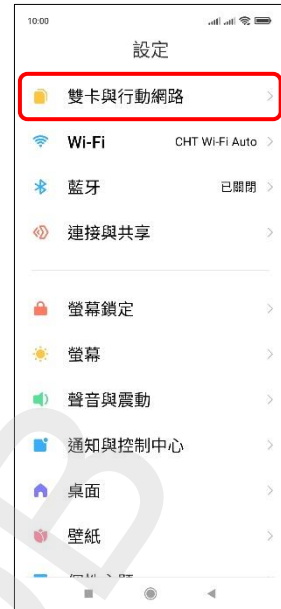 10:00
設定
雙卡與行動網路
Wi-Fi CHT Wi-Fi Auto
藍牙 已關閉
連接與共享
螢幕鎖定
螢幕
聲音與震動
通知與控制中心
桌面
壁紙